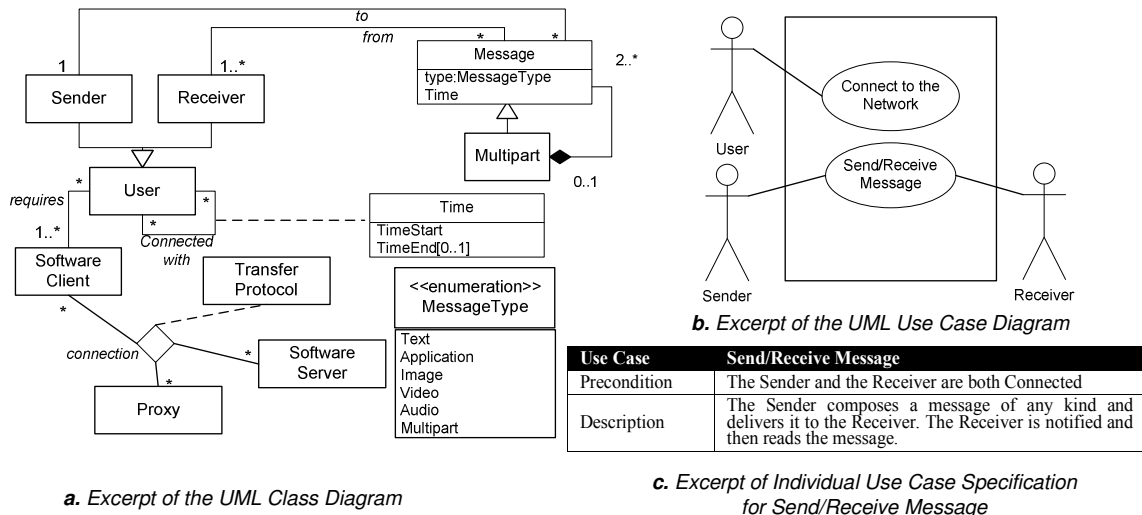 to
from
1
*
1..*
*
Sender
Receiver
Message
type:MessageType
Time
2..*
Multipart
0..1
User
*
*
*
requires
1..*
Connected
with
Time
TimeStart
TimeEnd[0..1]
Software
Client
*
Transfer
Protocol
connection
*
Software
Server
*
Proxy
<<enumeration>>
MessageType
Text
Application
Image
Video
Audio
Multipart
a. Excerpt of the UML Class Diagram
User
Connect to the
Network
Send/Receive
Message
Sender
Receiver
b. Excerpt of the UML Use Case Diagram
Use Case Send/Receive Message
Precondition The Sender and the Receiver are both Connected
Description The Sender composes a message of any kind and
delivers it to the Receiver. The Receiver is notified and
then reads the message.
c. Excerpt of Individual Use Case Specification
for Send/Receive Message